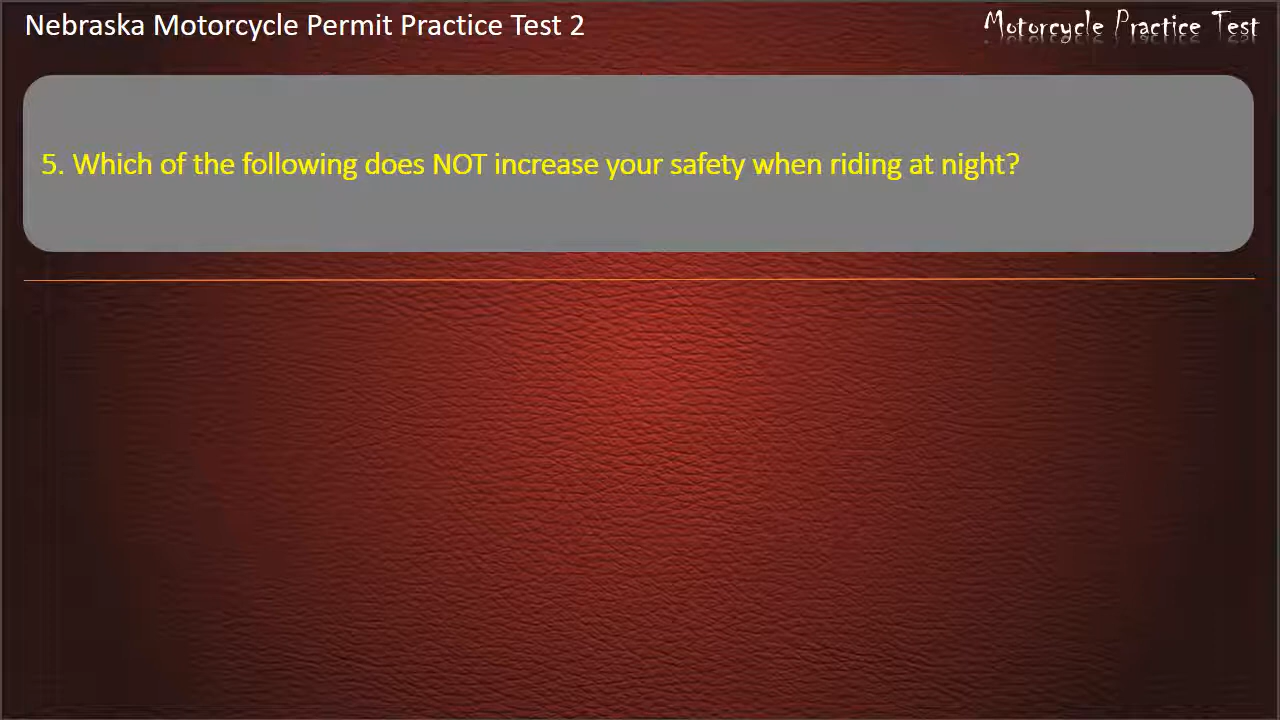 Nebraska Motorcycle Permit Practice Test 2
Motorcycle Practice Test
5. Which of the following does NOT increase your safety when riding at night?